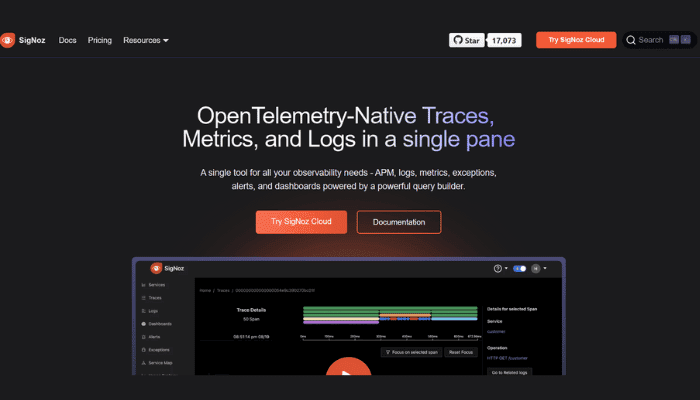 SigNoz Docs Pricing Resources Star 17,073 Try SigNoz Cloud Search
OpenTelemetry-Native Traces,
Metrics, and Logs in a single pane
A single tool for all your observability needs - APM, logs, metrics, exceptions,
alerts, and dashboards powered by a powerful query builder.
Try SigNoz Cloud Documentation
SigNoz
Services
Traces
Logs
Dashboards
Alerts
Exceptions
Service Map
Home / Traces /
Trace Details
50 Span
Focus on selected span Reset Focus
Details for selected Span
Service
customer
Operation
HTTP GET /customer
Go to Related logs